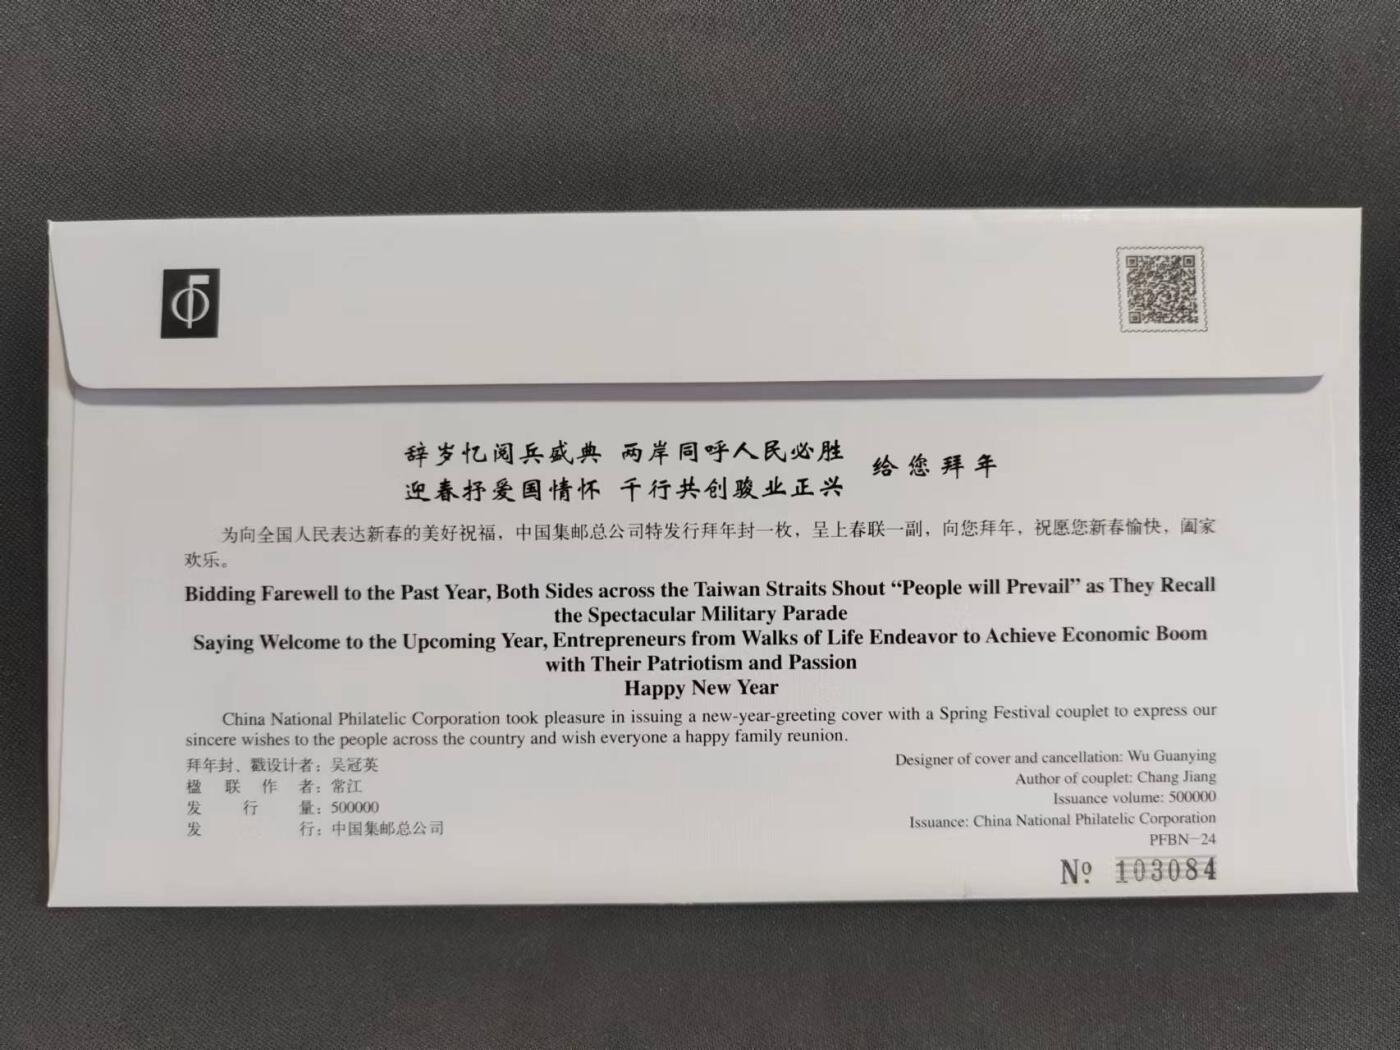 辞岁忆阅兵盛典 两岸同呼人民必胜
迎春抒爱国情怀 千行共创骏业正兴
给您拜年
为向全国人民表达新春的美好祝福，中国集邮总公司特发行拜年封一枚，呈上春联一副，向您拜年，祝愿您新春愉快，阖家
欢乐。
Bidding Farewell to the Past Year, Both Sides across the Taiwan Straits Shout “People will Prevail” as They Recall
the Spectacular Military Parade
Saying Welcome to the Upcoming Year, Entrepreneurs from Walks of Life Endeavor to Achieve Economic Boom
with Their Patriotism and Passion
Happy New Year
China National Philatelic Corporation took pleasure in issuing a new-year-greeting cover with a Spring Festival couplet to express our
sincere wishes to the people across the country and wish everyone a happy family reunion.
拜年封、戳设计者：吴冠英
楹联作者：常江
发行量：500000
发行：中国集邮总公司
Designer of cover and cancellation: Wu Guanying
Author of couplet: Chang Jiang
Issuance volume: 500000
Issuance: China National Philatelic Corporation
PFBN—24
Nº 103084